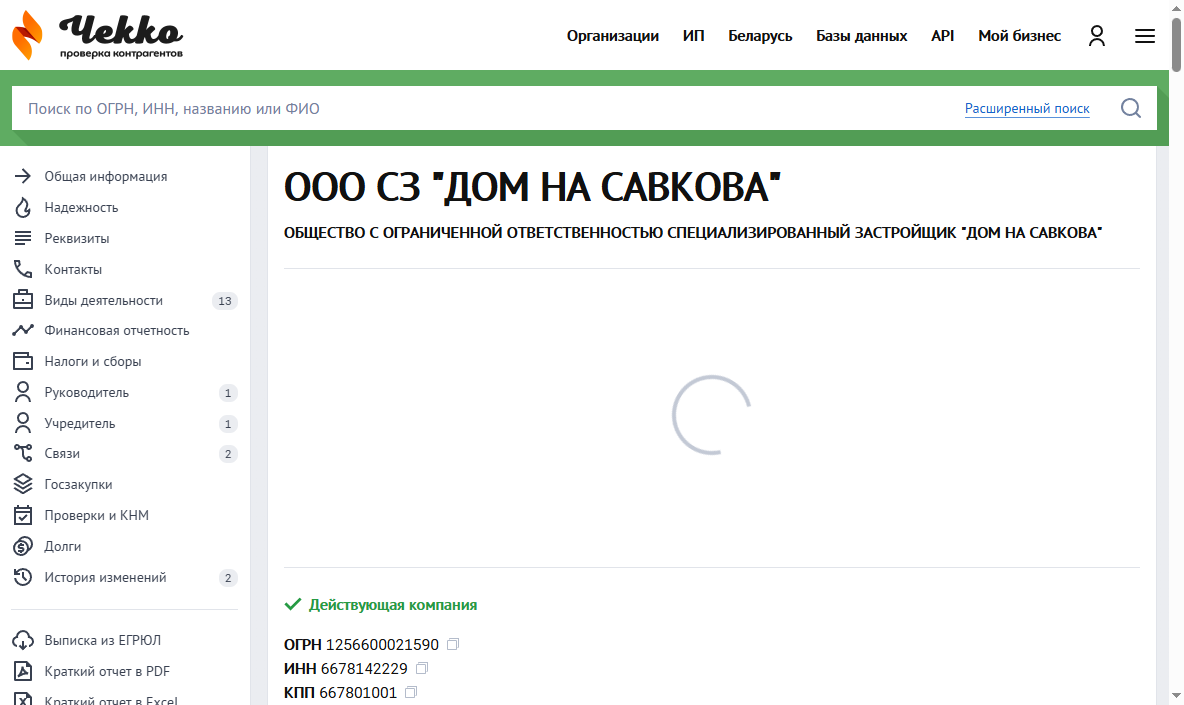 Чекко
проверка контрагентов
Организации ИП Беларусь Базы данных API Мой бизнес
Поиск по ОГРН, ИНН, названию или ФИО Расширенный поиск
Общая информация
Надежность
Реквизиты
Контакты
Виды деятельности 13
Финансовая отчетность
Налоги и сборы
Руководитель 1
Учредитель 1
Связи 2
Госзакупки
Проверки и КНМ
Долги
История изменений 2
Выписка из ЕГРЮЛ
Краткий отчет в PDF
Краткий отчет в Excel
ООО СЗ "ДОМ НА САВКОВА"
ОБЩЕСТВО С ОГРАНИЧЕННОЙ ОТВЕТСТВЕННОСТЬЮ СПЕЦИАЛИЗИРОВАННЫЙ ЗАСТРОЙЩИК "ДОМ НА САВКОВА"
Действующая компания
ОГРН 1256600021590
ИНН 6678142229
КПП 667801001